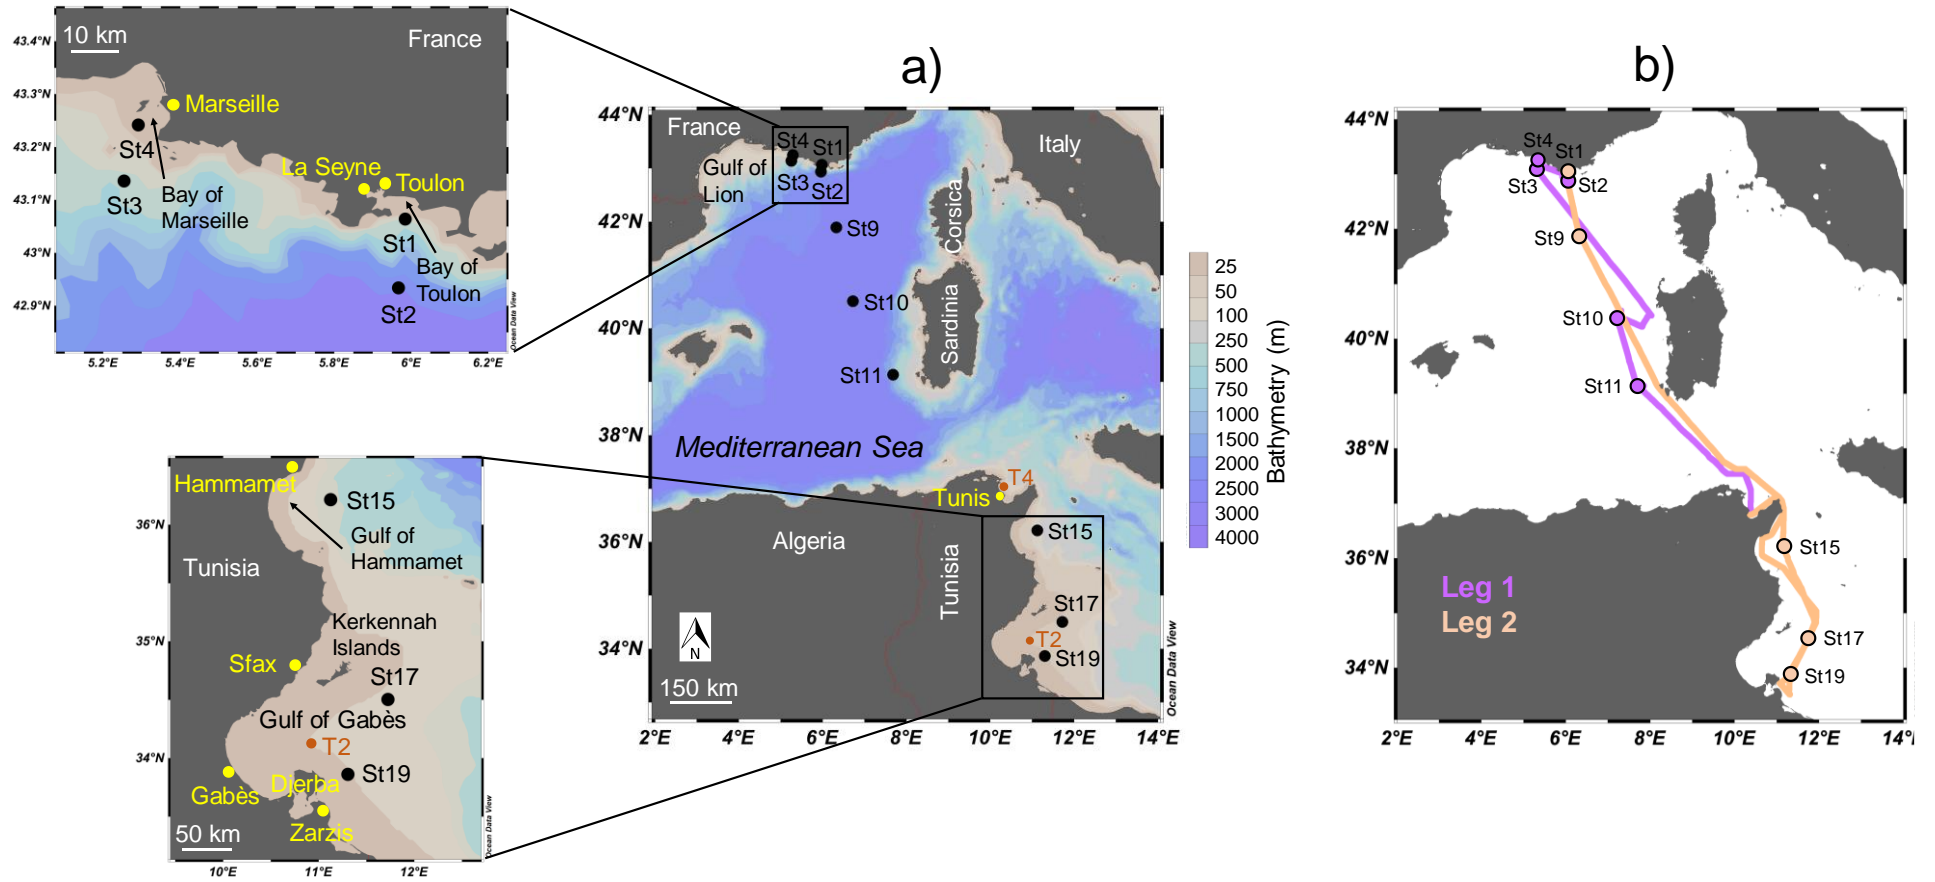 10 km
France
43.4°N
43.3°N
43.2°N
43.1°N
43°N
42.9°N
Marseille
St4
La Seyne
Toulon
St3
Bay of
Marseille
St1
Bay of
Toulon
St2
Ocean Data View
5.2°E 5.4°E 5.6°E 5.8°E 6°E 6.2°E
Hammamet
St15
36°N
Gulf of
Hammamet
Tunisia
Kerkennah
Islands
35°N
Sfax
St17
Gulf of Gabès
T2
34°N
St19
Djerba
Gabès
Zarzis
50 km
Ocean Data View
10°E 11°E 12°E
a)
44°N
42°N
40°N
38°N
36°N
34°N
France
Italy
St4 St1
Gulf of
Lion
St3
St2
St9
Corsica
St10
Sardinia
St11
Mediterranean Sea
T4
Tunis
Algeria
Tunisia
St15
St17
T2
St19
N
150 km
Ocean Data View
2°E 4°E 6°E 8°E 10°E 12°E 14°E
25
50
100
250
500
750
1000
1500
2000
2500
3000
4000
Bathymetry (m)
b)
44°N
42°N
40°N
38°N
36°N
34°N
St4
St1
St3
St2
St9
St10
St11
St15
St17
St19
Leg 1
Leg 2
2°E 4°E 6°E 8°E 10°E 12°E 14°